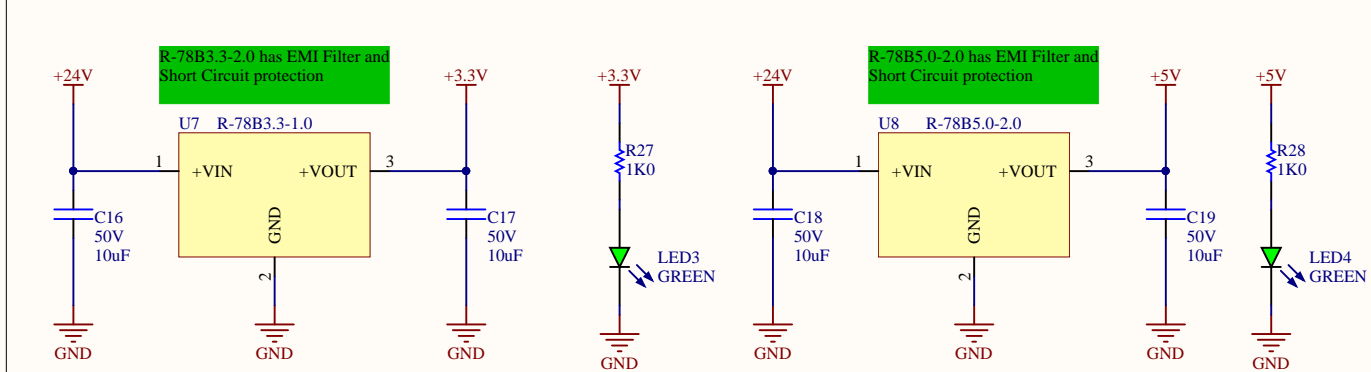 R-78B3.3-2.0 has EMI Filter and
Short Circuit protection
+24V
+3.3V
U7 R-78B3.3-1.0
1
+VIN
+VOUT
3
GND
2
C16
50V
10uF
C17
50V
10uF
GND
GND
GND
+3.3V
R27
1K0
LED3
GREEN
GND
R-78B5.0-2.0 has EMI Filter and
Short Circuit protection
+24V
+5V
U8 R-78B5.0-2.0
1
+VIN
+VOUT
3
GND
2
C18
50V
10uF
C19
50V
10uF
GND
GND
GND
+5V
R28
1K0
LED4
GREEN
GND